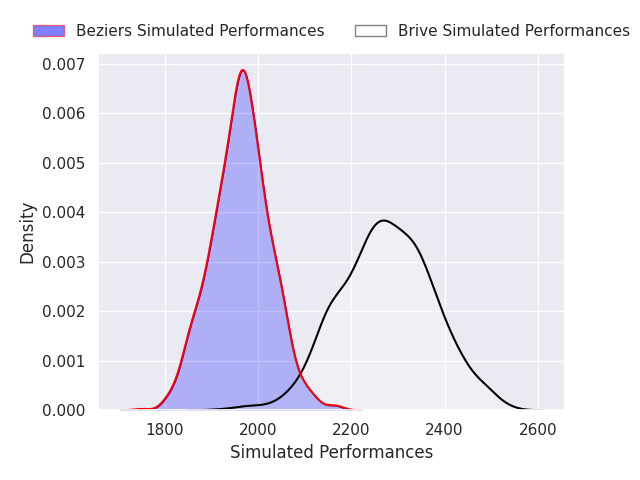 Beziers Simulated Performances Brive Simulated Performances
0.007
0.006
0.005
0.004
0.003
0.002
0.001
0.000
Density
1800 2000 2200 2400 2600
Simulated Performances